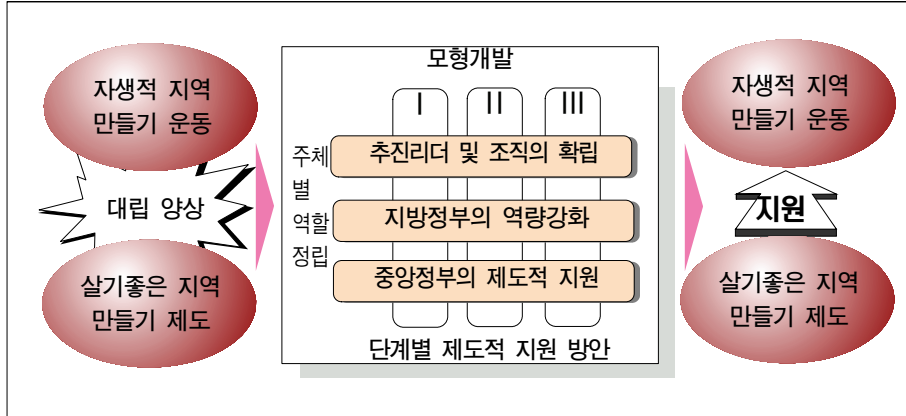 자생적 지역
만들기 운동
대립 양상
살기좋은 지역
만들기 제도
모형개발
I II III
주체
별
역할
정립
추진리더 및 조직의 확립
지방정부의 역량강화
중앙정부의 제도적 지원
단계별 제도적 지원 방안
자생적 지역
만들기 운동
지원
살기좋은 지역
만들기 제도